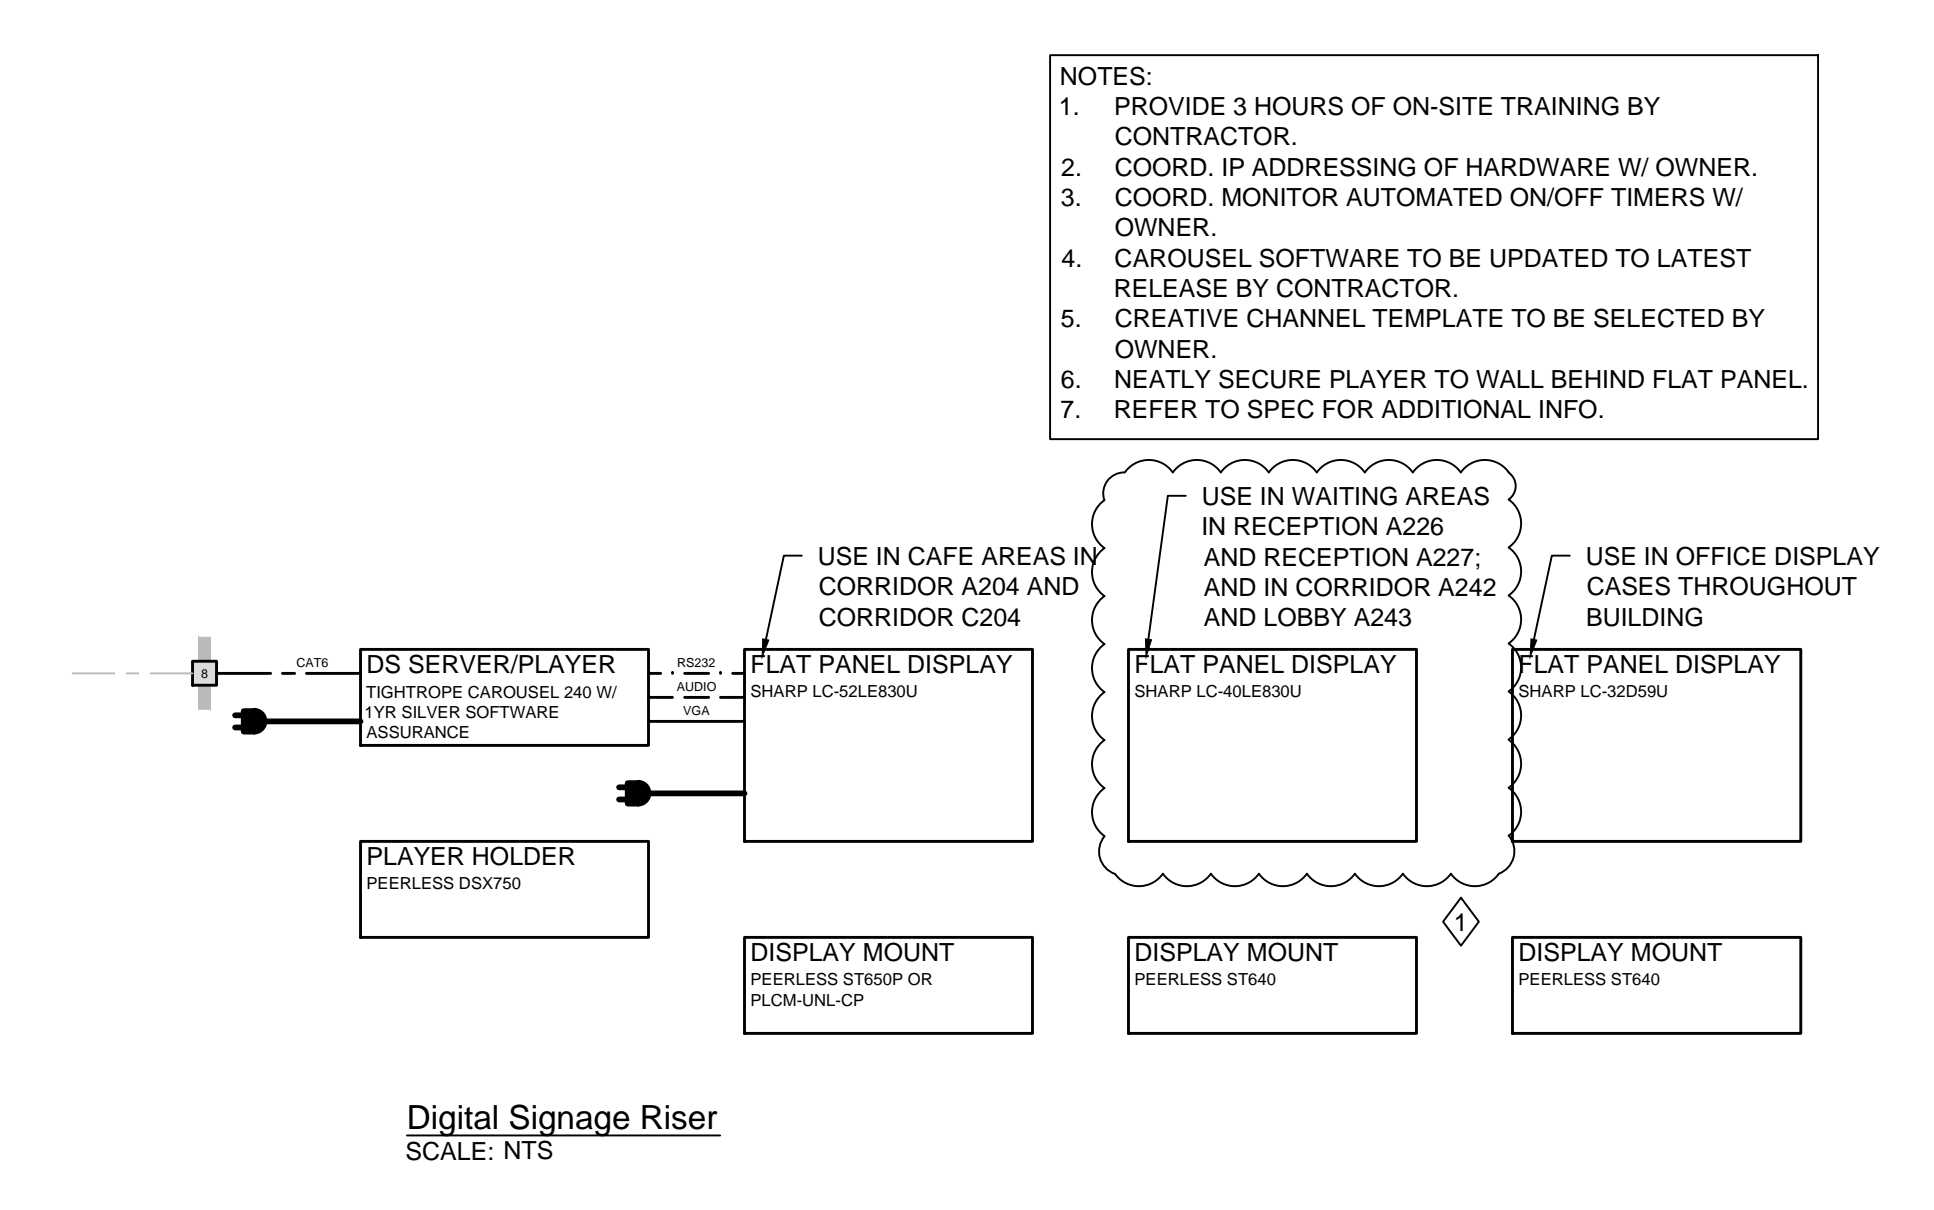 NOTES:
1. PROVIDE 3 HOURS OF ON-SITE TRAINING BY
CONTRACTOR.
2. COORD. IP ADDRESSING OF HARDWARE W/ OWNER.
3. COORD. MONITOR AUTOMATED ON/OFF TIMERS W/
OWNER.
4. CAROUSEL SOFTWARE TO BE UPDATED TO LATEST
RELEASE BY CONTRACTOR.
5. CREATIVE CHANNEL TEMPLATE TO BE SELECTED BY
OWNER.
6. NEATLY SECURE PLAYER TO WALL BEHIND FLAT PANEL.
7. REFER TO SPEC FOR ADDITIONAL INFO.
USE IN CAFE AREAS IN
CORRIDOR A204 AND
CORRIDOR C204
USE IN WAITING AREAS
IN RECEPTION A226
AND RECEPTION A227;
AND IN CORRIDOR A242
AND LOBBY A243
USE IN OFFICE DISPLAY
CASES THROUGHOUT
BUILDING
8
CAT6
DS SERVER/PLAYER
TIGHTROPE CAROUSEL 240 W/
1YR SILVER SOFTWARE
ASSURANCE
RS232
AUDIO
VGA
FLAT PANEL DISPLAY
SHARP LC-52LE830U
FLAT PANEL DISPLAY
SHARP LC-40LE830U
FLAT PANEL DISPLAY
SHARP LC-32D59U
PLAYER HOLDER
PEERLESS DSX750
1
DISPLAY MOUNT
PEERLESS ST650P OR
PLCM-UNL-CP
DISPLAY MOUNT
PEERLESS ST640
DISPLAY MOUNT
PEERLESS ST640
Digital Signage Riser
SCALE: NTS